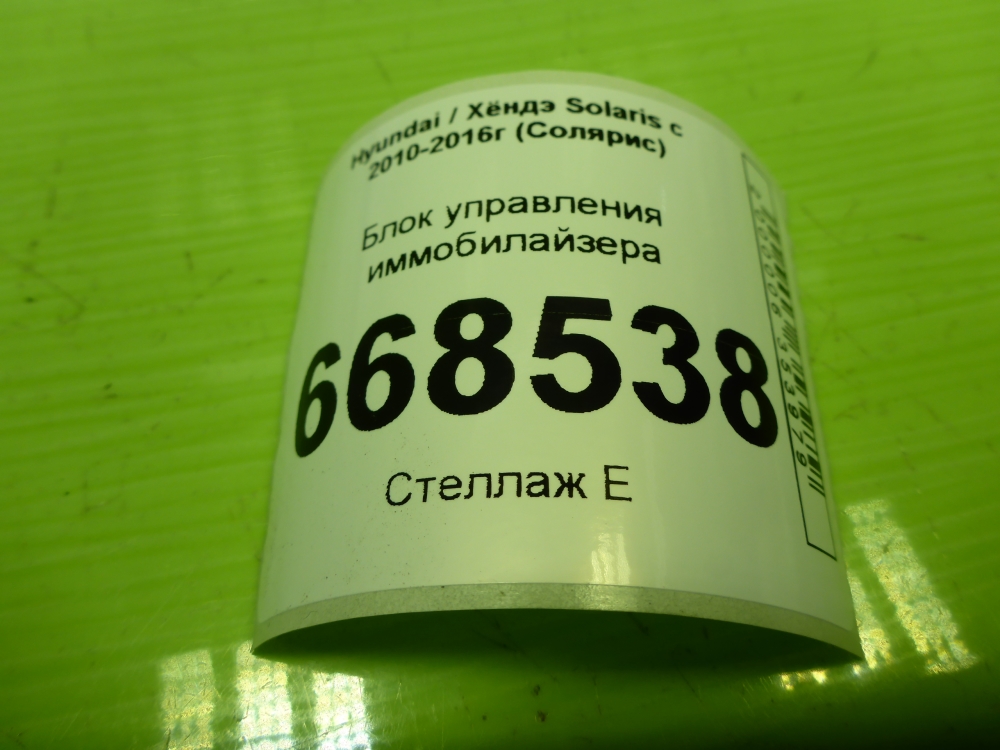 Hyundai / Хёндэ Solaris с
2010-2016г (Солярис)
Блок управления
иммобилайзера
668538
Стеллаж Е